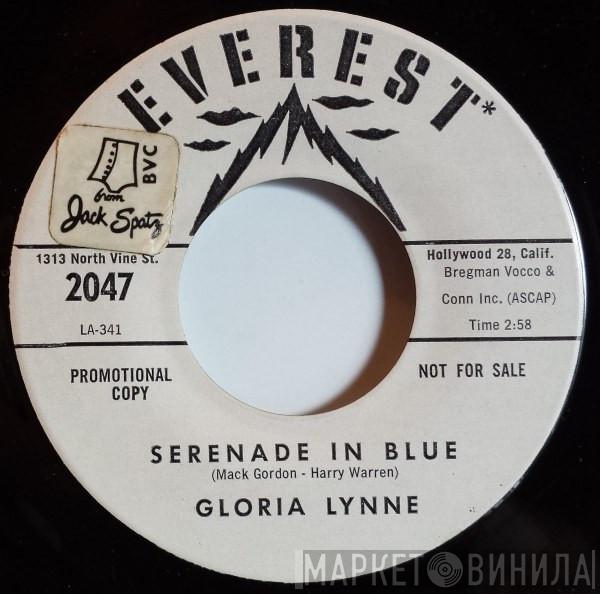 EVEREST*
BVC
from
Jack Spatz
1313 North Vine St.
2047
LA-341
Hollywood 28, Calif.
Bregman Vocco &
Conn Inc. (ASCAP)
Time 2:58
PROMOTIONAL
COPY
NOT FOR SALE
SERENADE IN BLUE
(Mack Gordon - Harry Warren)
GLORIA LYNNE
МАРКЕТ ВИНИЛА